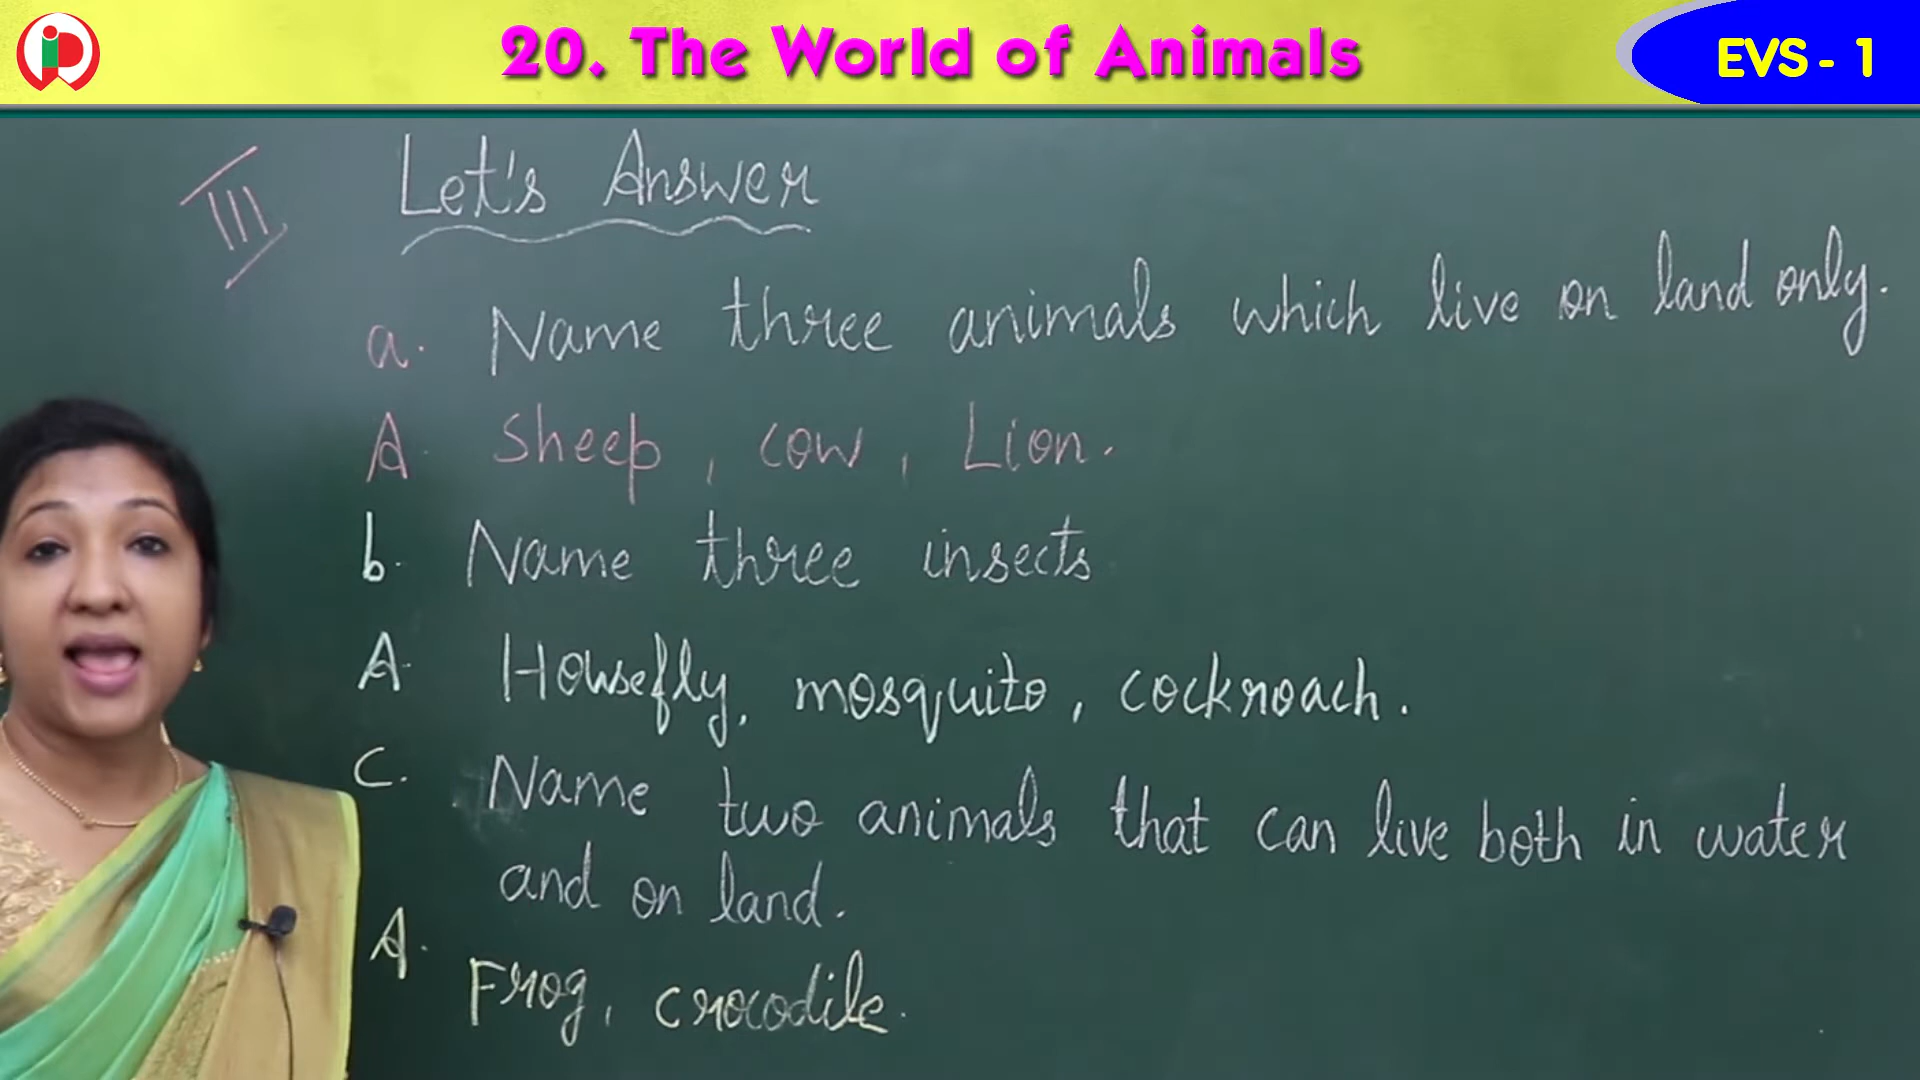 20. The World of Animals
EVS - 1
III Let's Answer
a. Name three animals which live on land only.
A. Sheep, cow, Lion.
b. Name three insects
A. Housefly, mosquito, cockroach.
C. Name two animals that can live both in water
and on land.
A. Frog, crocodile.